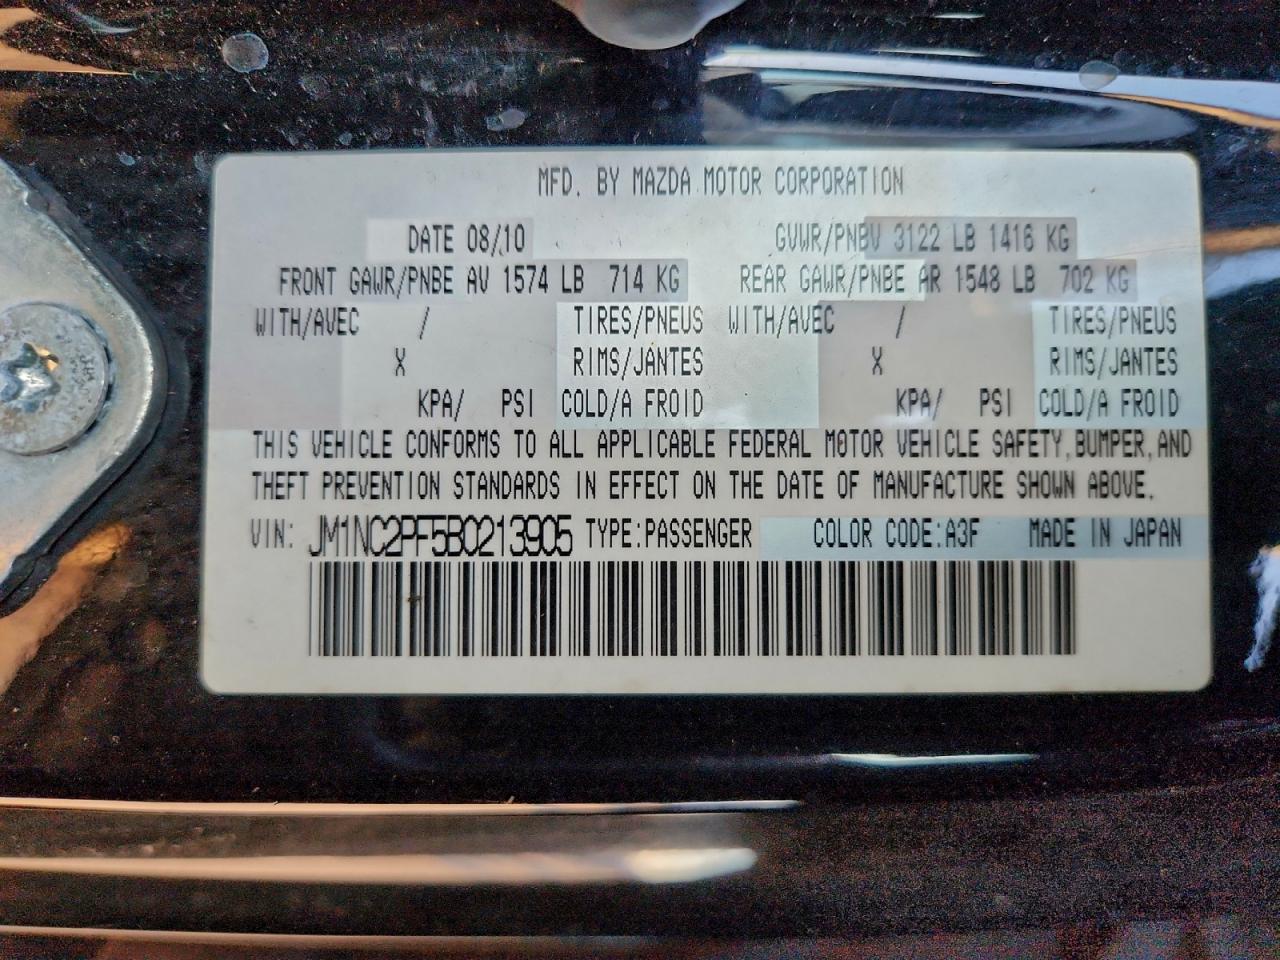 MFD. BY MAZDA MOTOR CORPORATION
DATE 08/10 GVWR/PNBV 3122 LB 1416 KG
FRONT GAWR/PNBE AV 1574 LB 714 KG REAR GAWR/PNBE AR 1548 LB 702 KG
WITH/AVEC / TIRES/PNEUS WITH/AVEC / TIRES/PNEUS
X RIMS/JANTES X RIMS/JANTES
KPA/ PSI COLD/A FROID KPA/ PSI COLD/A FROID
THIS VEHICLE CONFORMS TO ALL APPLICABLE FEDERAL MOTOR VEHICLE SAFETY, BUMPER, AND
THEFT PREVENTION STANDARDS IN EFFECT ON THE DATE OF MANUFACTURE SHOWN ABOVE.
VIN: JM1NC2PF5B0213905 TYPE:PASSENGER COLOR CODE:A3F MADE IN JAPAN